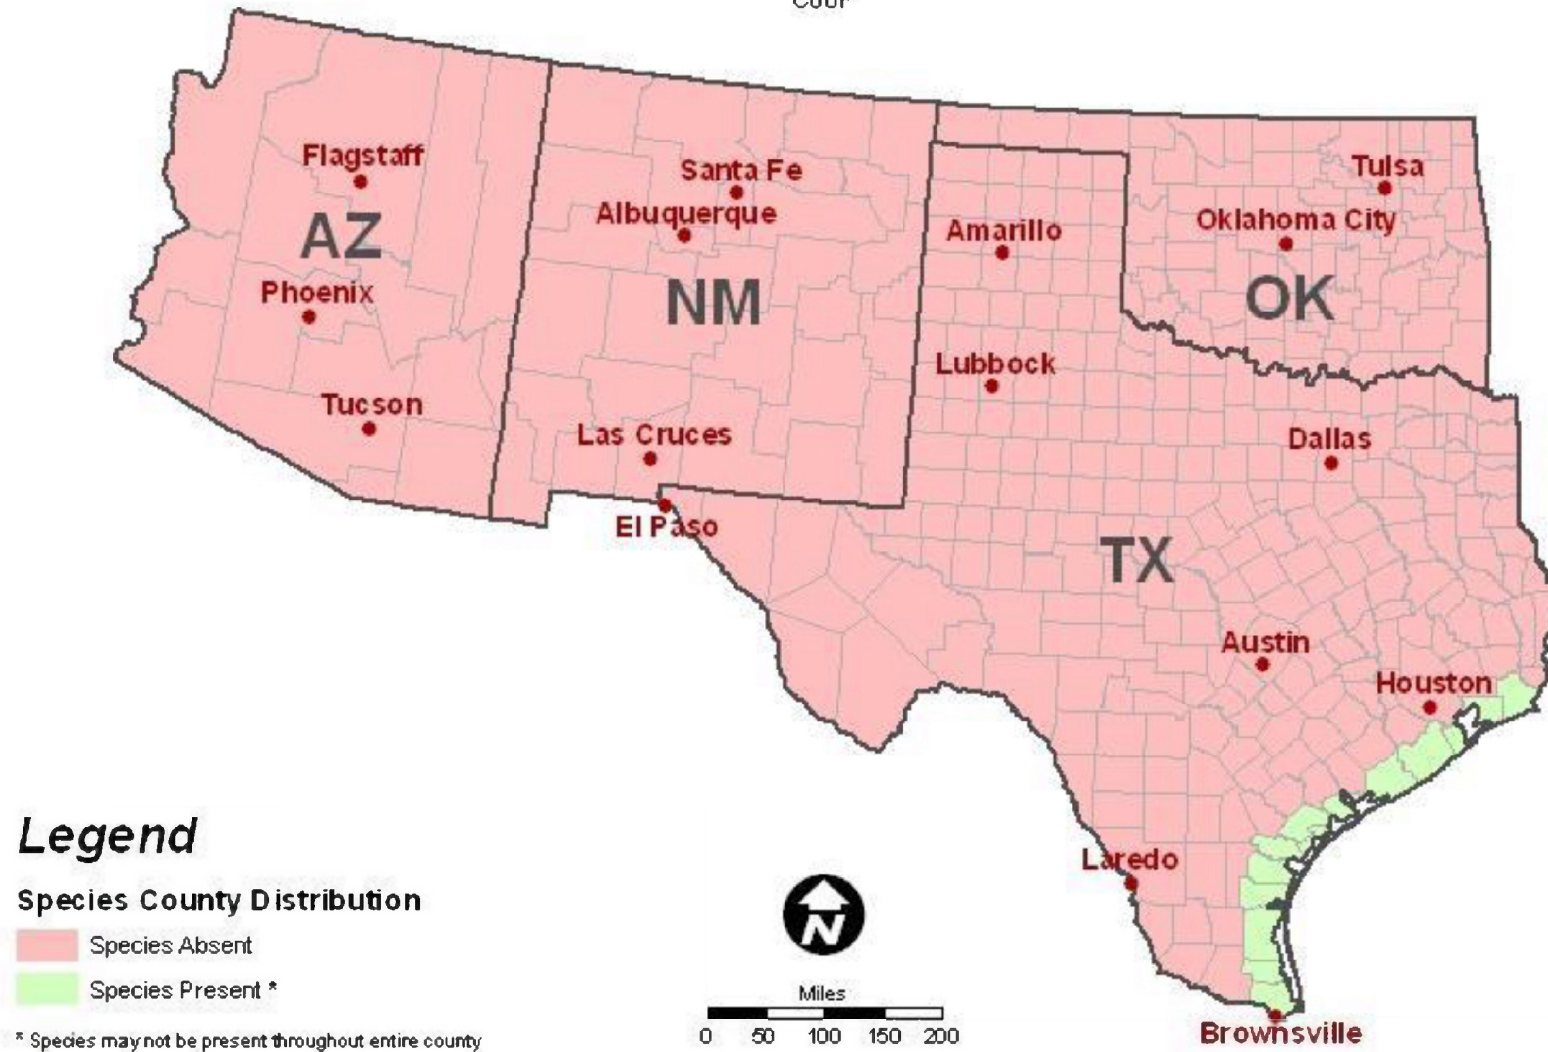 Flagstaff
AZ
Phoenix
Tucson
Santa Fe
Albuquerque
NM
Las Cruces
El Paso
Amarillo
Lubbock
Tulsa
Oklahoma City
OK
Dallas
TX
Austin
Houston
Laredo
Brownsville
Legend
Species County Distribution
Species Absent
Species Present *
* Species may not be present throughout entire county
N
Miles
0 50 100 150 200